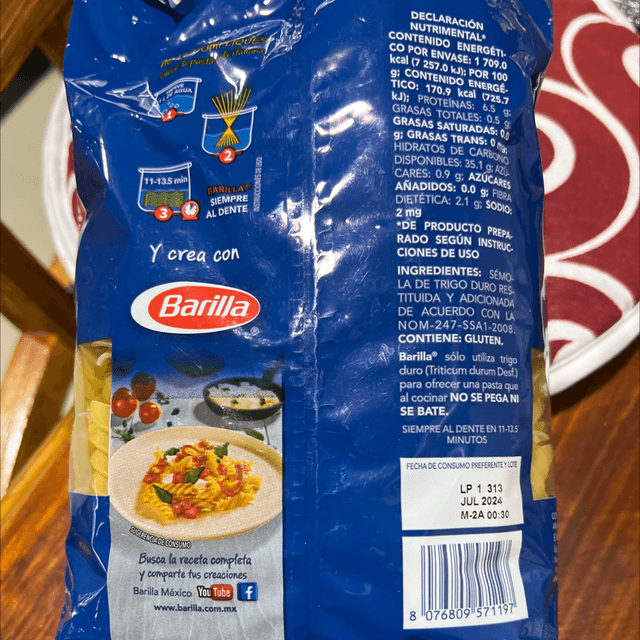 Y crea con
Barilla
®
11-13.5 min
BARILLA®
SIEMPRE
AL DENTE
INSTRUCCIONES DE USO
1
2
3
SUGERENCIA DE CONSUMO
Busca la receta completa
y comparte tus creaciones
Barilla México YouTube f
www.barilla.com.mx
DECLARACIÓN
NUTRIMENTAL*
CONTENIDO ENERGÉTI-
CO POR ENVASE: 1 709.0
kcal (7 257.0 kJ); POR 100
g; CONTENIDO ENERGÉ-
TICO: 170.9 kcal (725.7
kJ); PROTEÍNAS: 6.5 g;
GRASAS TOTALES: 0.5 g;
GRASAS SATURADAS: 0.0
g; GRASAS TRANS: 0 mg;
HIDRATOS DE CARBONO
DISPONIBLES: 35.1 g; AZÚ-
CARES: 0.9 g; AZÚCARES
AÑADIDOS: 0.0 g; FIBRA
DIETÉTICA: 2.1 g; SODIO:
2 mg
*DE PRODUCTO PREPA-
RADO SEGÚN INSTRUC-
CIONES DE USO
INGREDIENTES: SÉMO-
LA DE TRIGO DURO RES-
TITUIDA Y ADICIONADA
DE ACUERDO CON LA
NOM-247-SSA1-2008.
CONTIENE: GLUTEN.
Barilla® sólo utiliza trigo
duro (Triticum durum Desf.)
para ofrecer una pasta que
al cocinar NO SE PEGA NI
SE BATE.
SIEMPRE AL DENTE EN 11-13.5
MINUTOS
FECHA DE CONSUMO PREFERENTE Y LOTE
LP 1 313
JUL 2024
M-2A 00:30
8 076809 571197